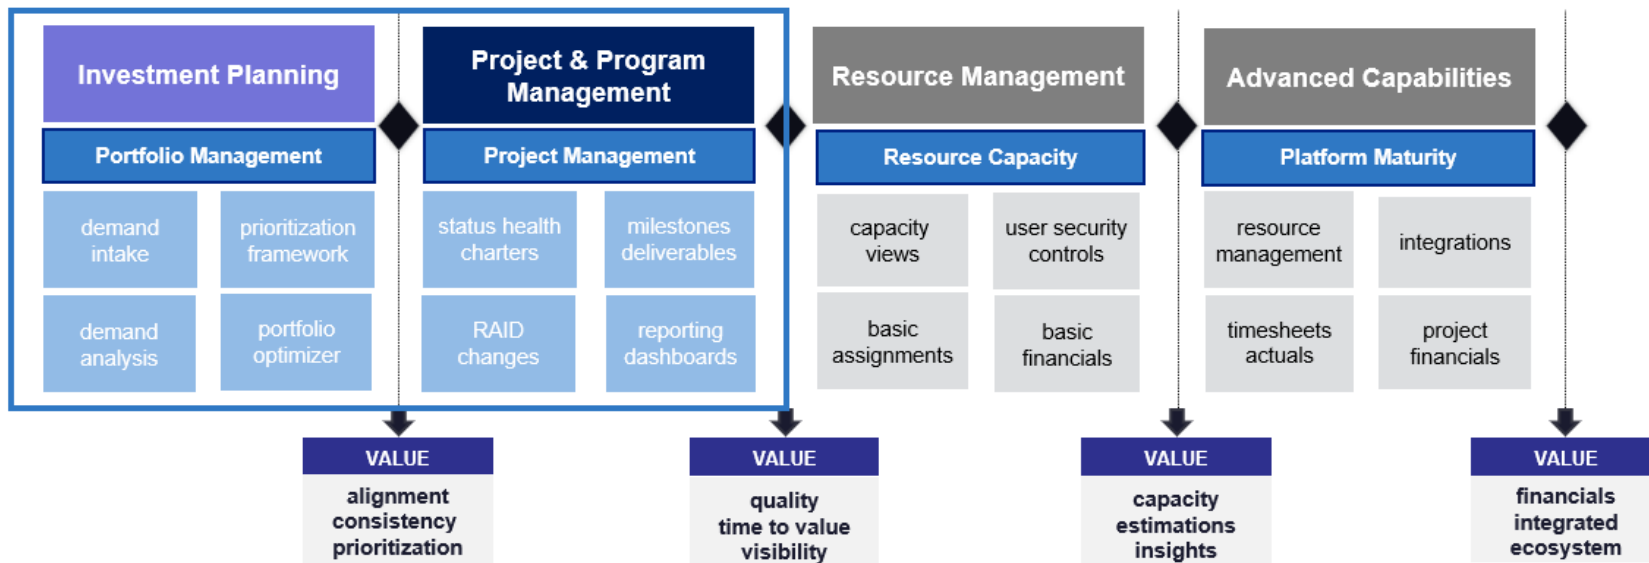 Investment Planning
Project & Program
Management
Resource Management
Advanced Capabilities
Portfolio Management
Project Management
Resource Capacity
Platform Maturity
demand
intake
prioritization
framework
status health
charters
milestones
deliverables
capacity
views
user security
controls
resource
management
integrations
demand
analysis
portfolio
optimizer
RAID
changes
reporting
dashboards
basic
assignments
basic
financials
timesheets
actuals
project
financials
VALUE
alignment
consistency
prioritization
VALUE
quality
time to value
visibility
VALUE
capacity
estimations
insights
VALUE
financials
integrated
ecosystem